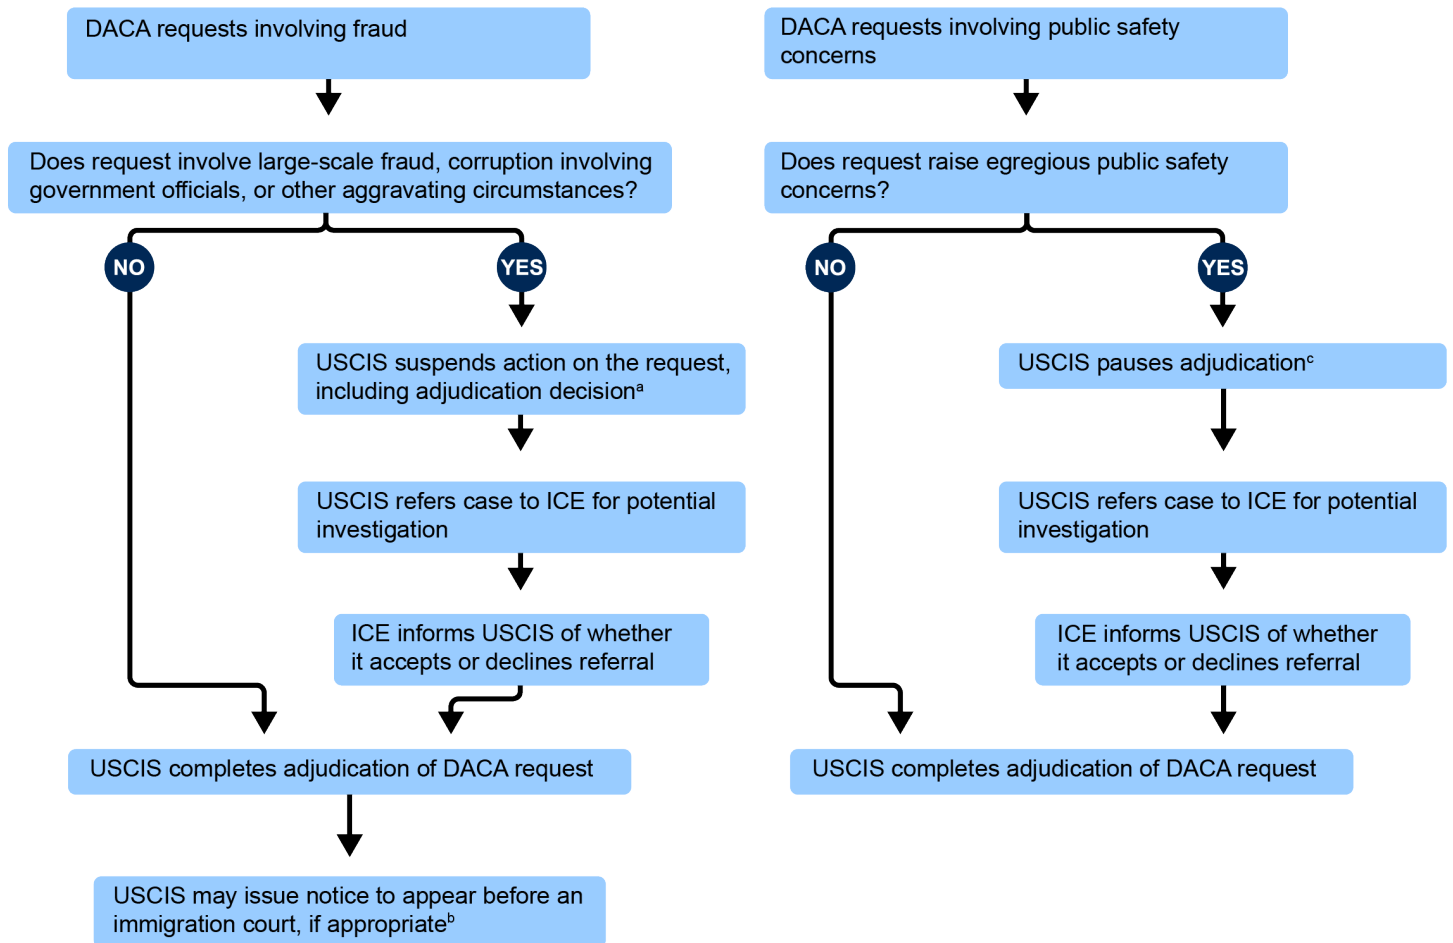 DACA requests involving fraud
Does request involve large-scale fraud, corruption involving
government officials, or other aggravating circumstances?
NO
YES
USCIS suspends action on the request,
including adjudication decisionᵃ
USCIS refers case to ICE for potential
investigation
ICE informs USCIS of whether
it accepts or declines referral
USCIS completes adjudication of DACA request
USCIS may issue notice to appear before an
immigration court, if appropriateᵇ
DACA requests involving public safety
concerns
Does request raise egregious public safety
concerns?
NO
YES
USCIS pauses adjudicationᶜ
USCIS refers case to ICE for potential
investigation
ICE informs USCIS of whether
it accepts or declines referral
USCIS completes adjudication of DACA request